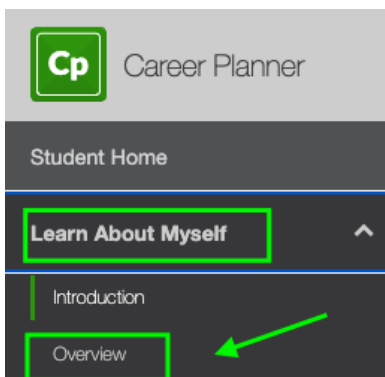 Cp Career Planner
Student Home
Learn About Myself
Introduction
Overview